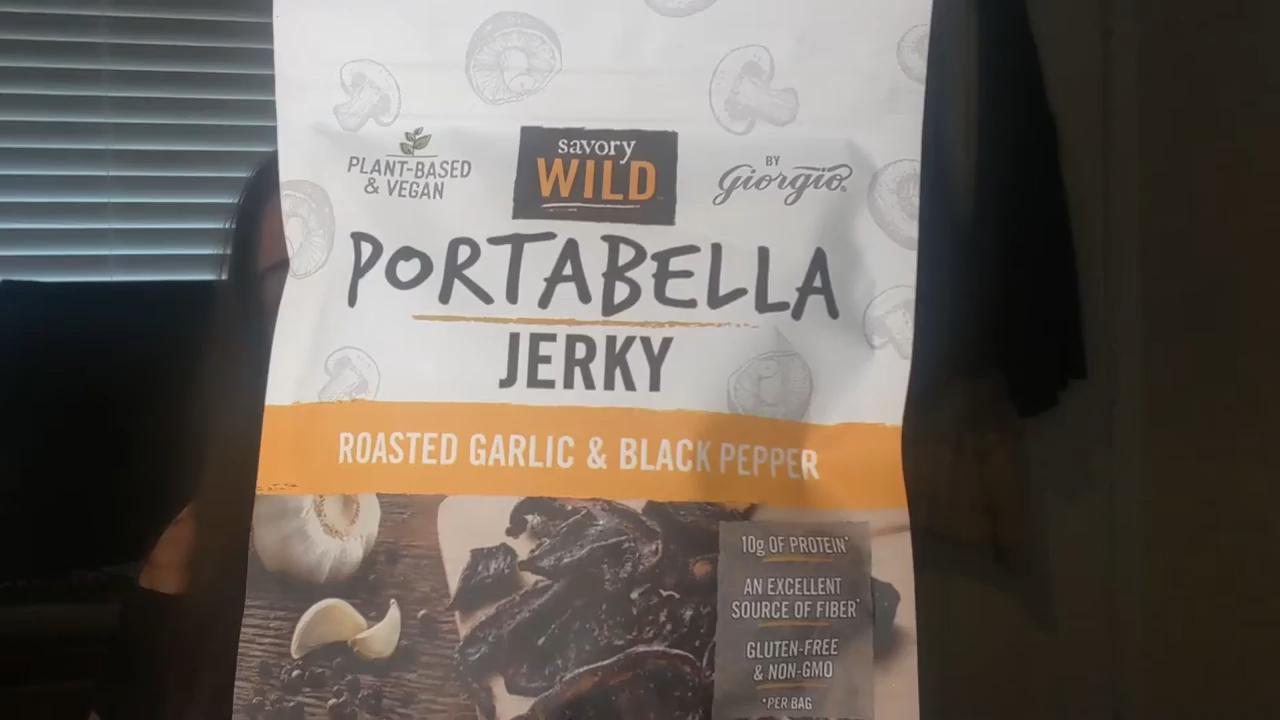 PLANT-BASED
& VEGAN
savory
WILD
BY
Giorgio
PORTABELLA
JERKY
ROASTED GARLIC & BLACK PEPPER
10g OF PROTEIN*
AN EXCELLENT
SOURCE OF FIBER*
GLUTEN-FREE
& NON-GMO
*PER BAG